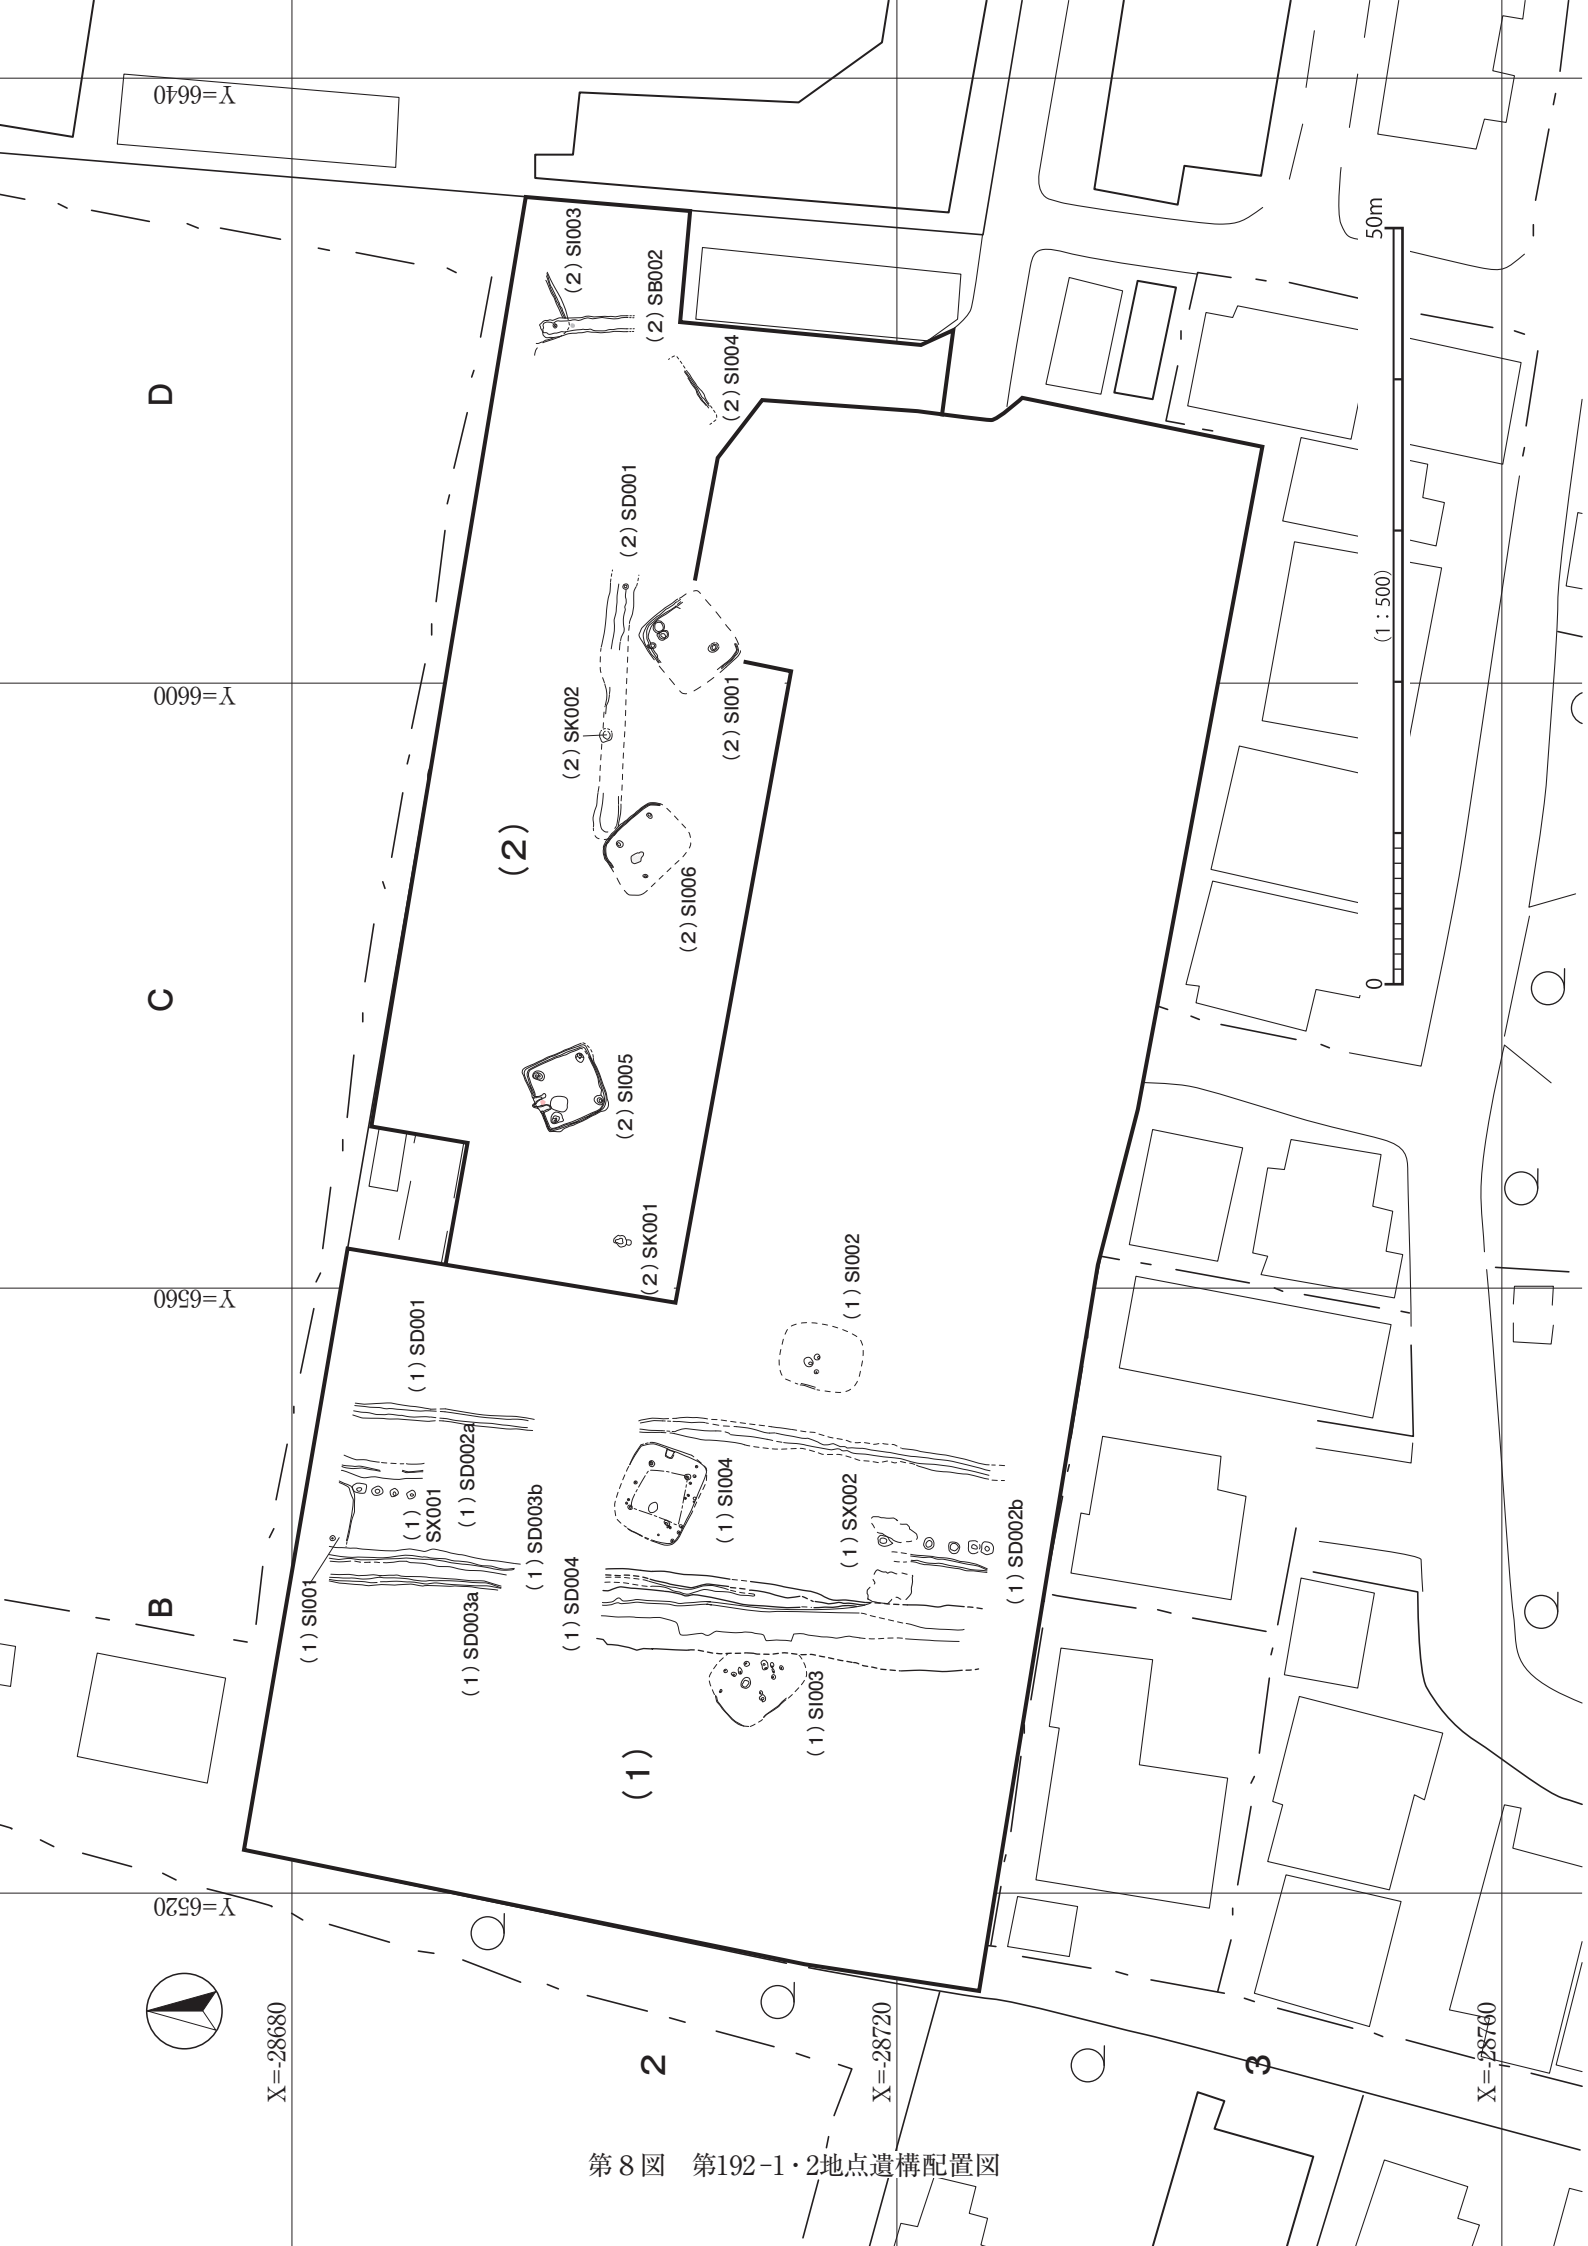 Y=6640
D
Y=6600
C
Y=6560
B
Y=6520
(2) SI003
(2) SB002
(2) SI004
(2) SD001
(2) SK002
(2) SI001
(2)
(2) SI006
(2) SI005
(2) SK001
(1) SI002
(1) SD001
(1) SD002a
(1)
SX001
(1) SD003b
(1) SI004
(1) SX002
(1) SD002b
(1) SD004
(1) SI001
(1) SD003a
(1) SI003
(1)
50m
(1:500)
0
X=-28680
2
X=-28720
3
X=-28760
第8図 第192-1・2地点遺構配置図